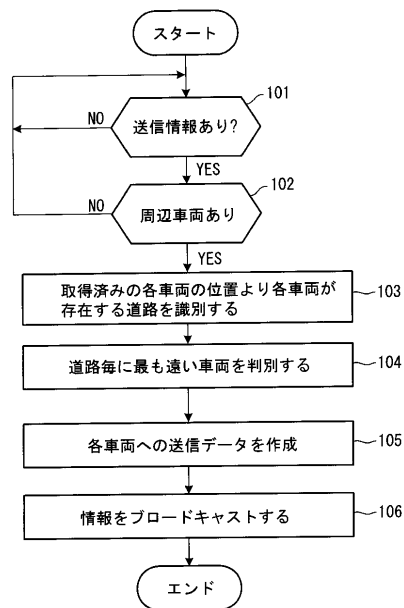 スタート
101
送信情報あり?
NO
YES
102
周辺車両あり
NO
YES
取得済みの各車両の位置より各車両が
存在する道路を識別する
103
道路毎に最も遠い車両を判別する
104
各車両への送信データを作成
105
情報をブロードキャストする
106
エンド